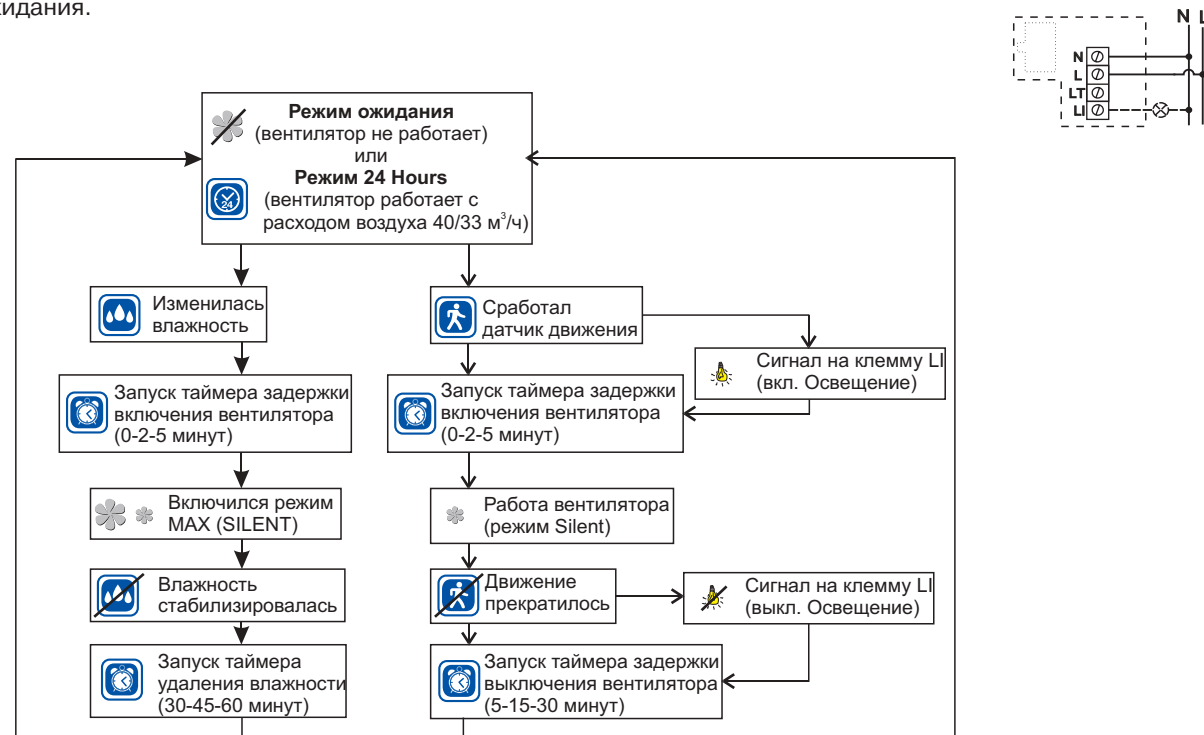 кидания.
N L
N
L
LT
LI
Режим ожидания
(вентилятор не работает)
или
Режим 24 Hours
24
(вентилятор работает с
расходом воздуха 40/33 м³/ч)
Изменилась
влажность
Сработал
датчик движения
Сигнал на клемму LI
(вкл. Освещение)
Запуск таймера задержки
включения вентилятора
(0-2-5 минут)
Запуск таймера задержки
включения вентилятора
(0-2-5 минут)
Включился режим
MAX (SILENT)
Работа вентилятора
(режим Silent)
Влажность
стабилизировалась
Движение
прекратилось
Сигнал на клемму LI
(выкл. Освещение)
Запуск таймера
удаления влажности
(30-45-60 минут)
Запуск таймера задержки
выключения вентилятора
(5-15-30 минут)